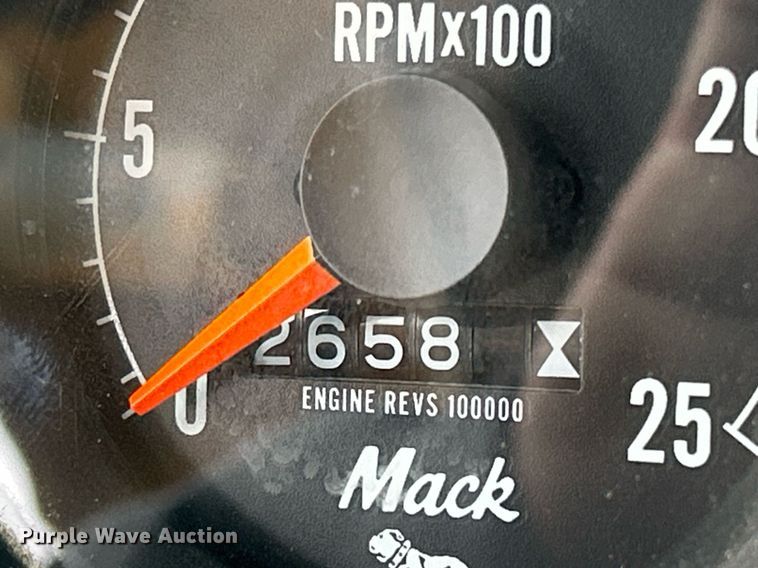 RPMx100
5
20
2658
0
ENGINE REVS 100000
25
Mack
Purple Wave Auction